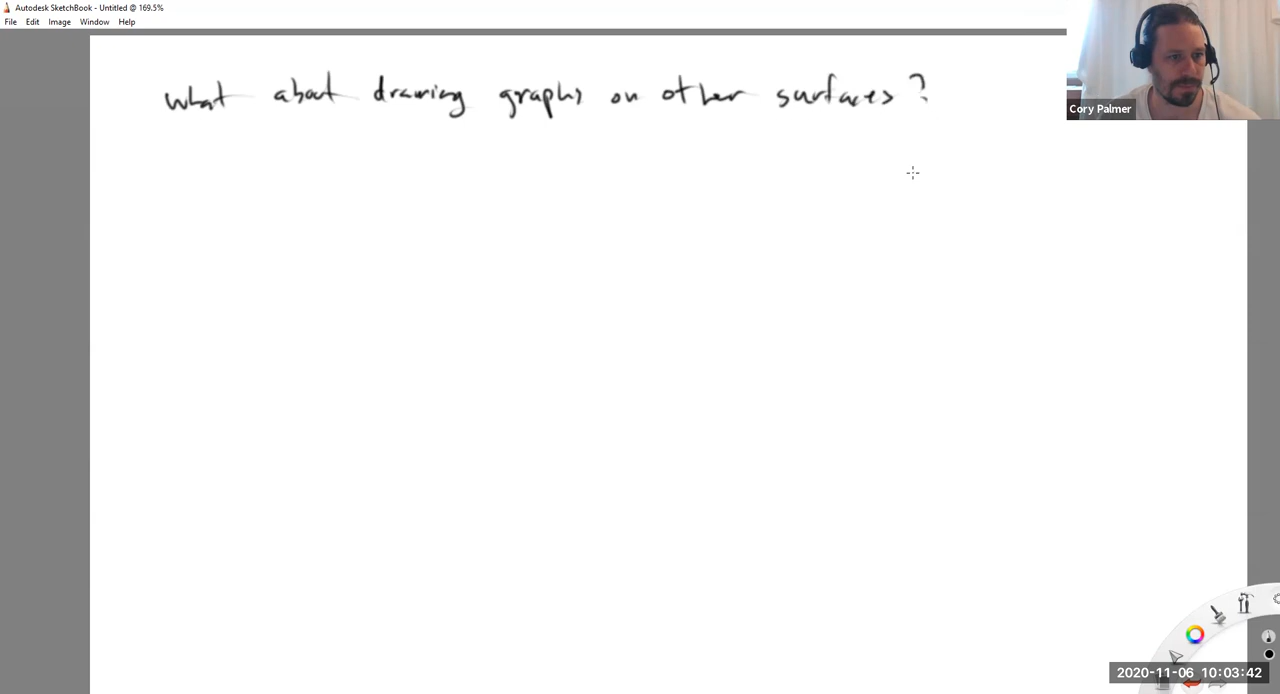 Autodesk SketchBook - Untitled @ 169.5%
File Edit Image Window Help
what about drawing graphs on other surfaces?
Cory Palmer
2020-11-06 10:03:42